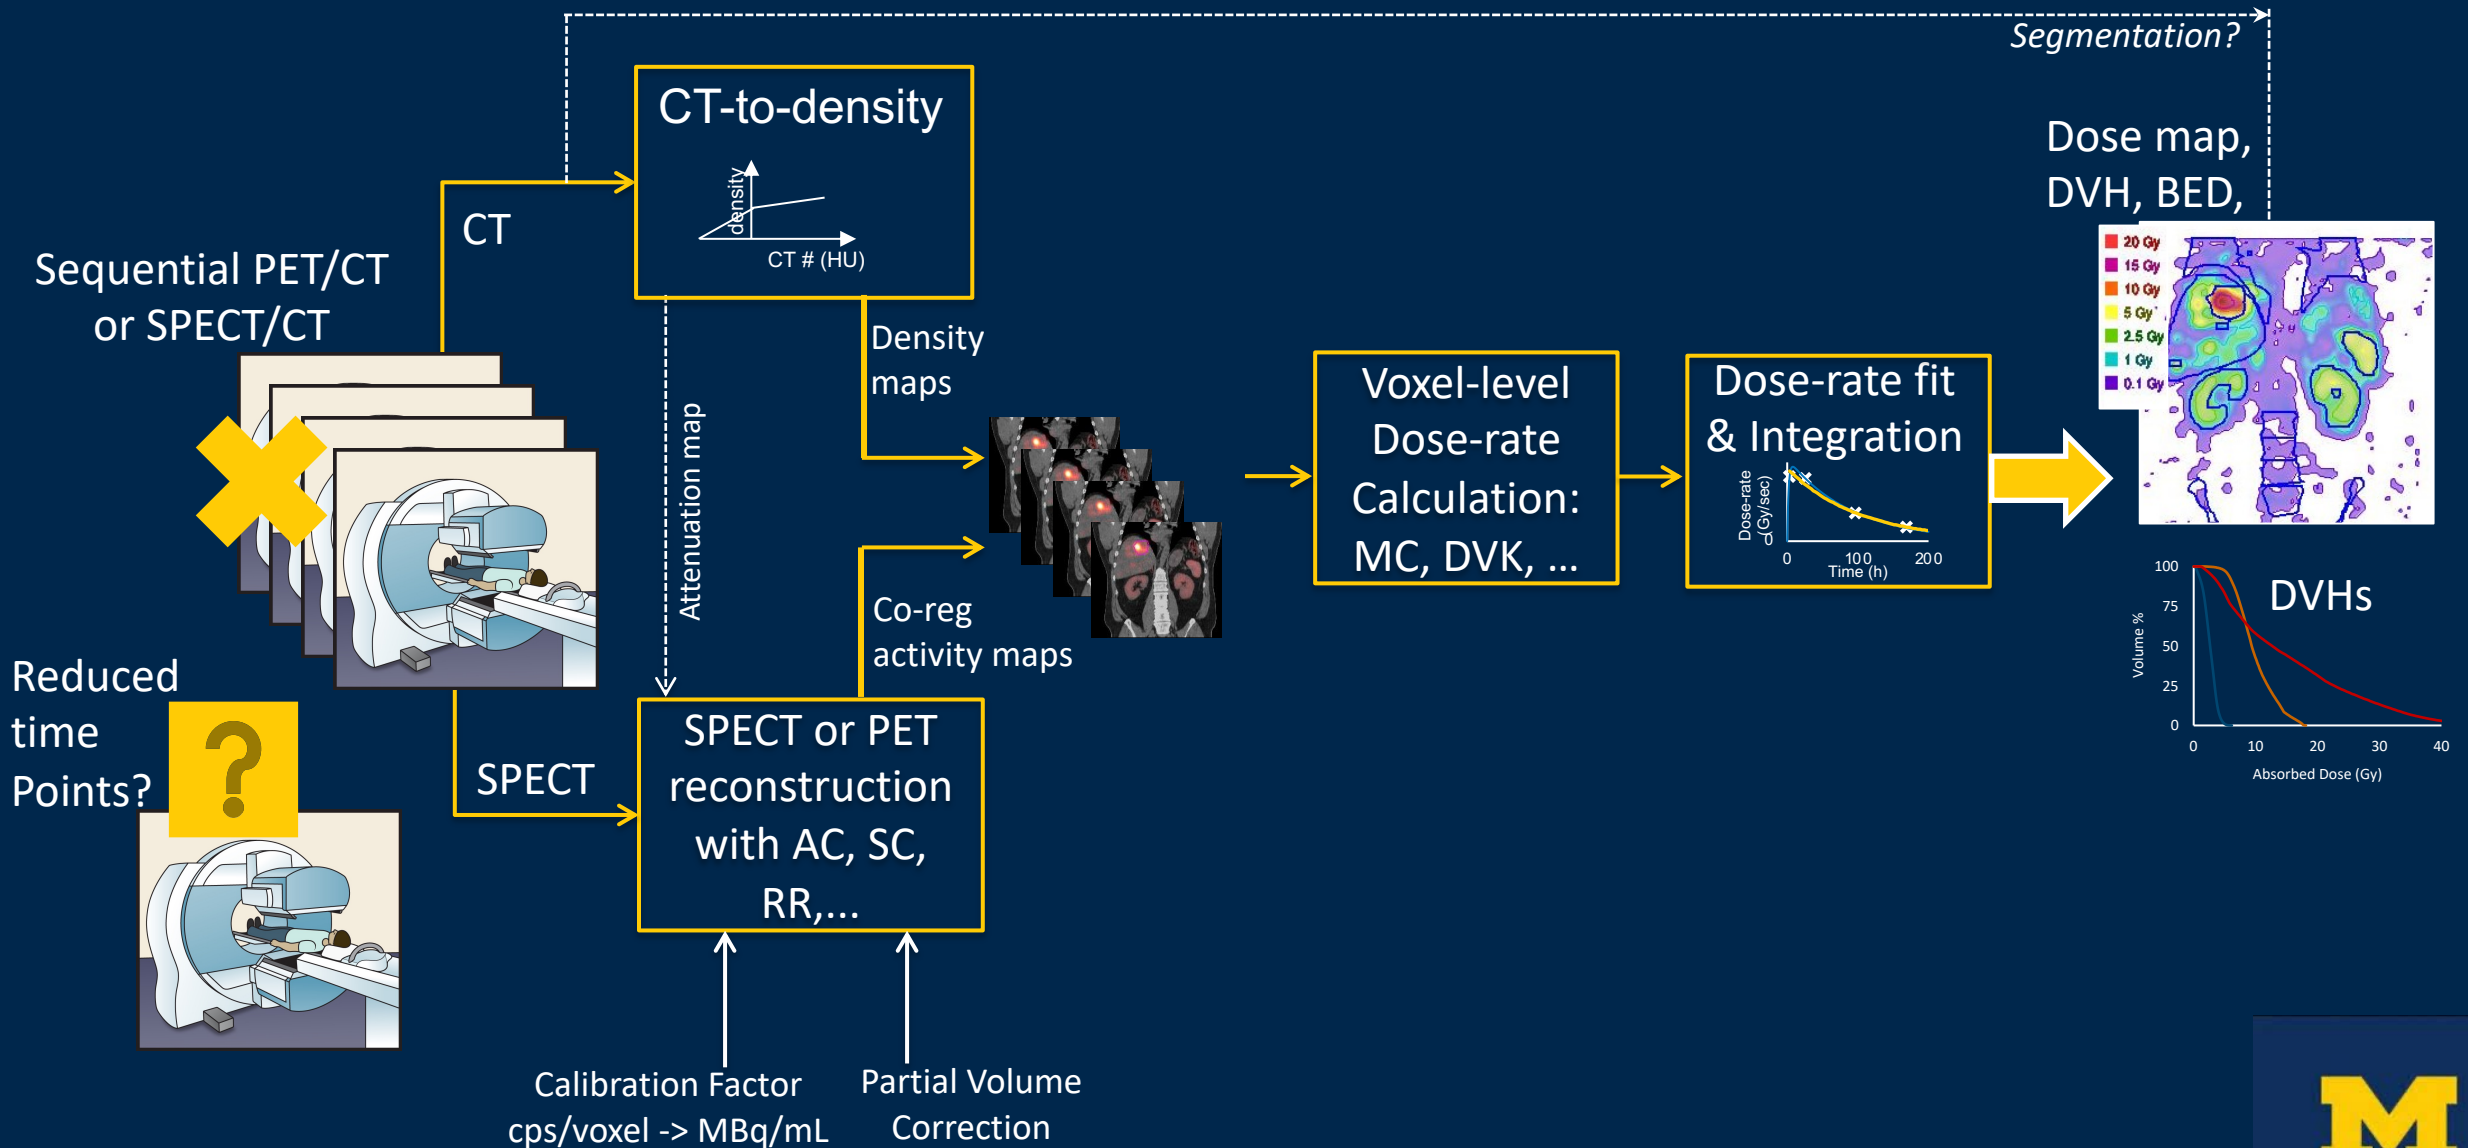 Segmentation?
CT-to-density
density
CT # (HU)
CT
Sequential PET/CT
or SPECT/CT
Density
maps
Attenuation map
Dose map,
DVH, BED,
20 Gy
15 Gy
10 Gy
5 Gy
2.5 Gy
1 Gy
0.1 Gy
Voxel-level
Dose-rate
Calculation:
MC, DVK, ...
Dose-rate fit
& Integration
Dose-rate
(Gy/sec)
0
100
200
Time (h)
Co-reg
activity maps
Reduced
time
Points?
?
SPECT
SPECT or PET
reconstruction
with AC, SC,
RR,...
DVHs
100
75
50
25
0
Volume %
0
10
20
30
40
Absorbed Dose (Gy)
Calibration Factor
cps/voxel -> MBq/mL
Partial Volume
Correction
M